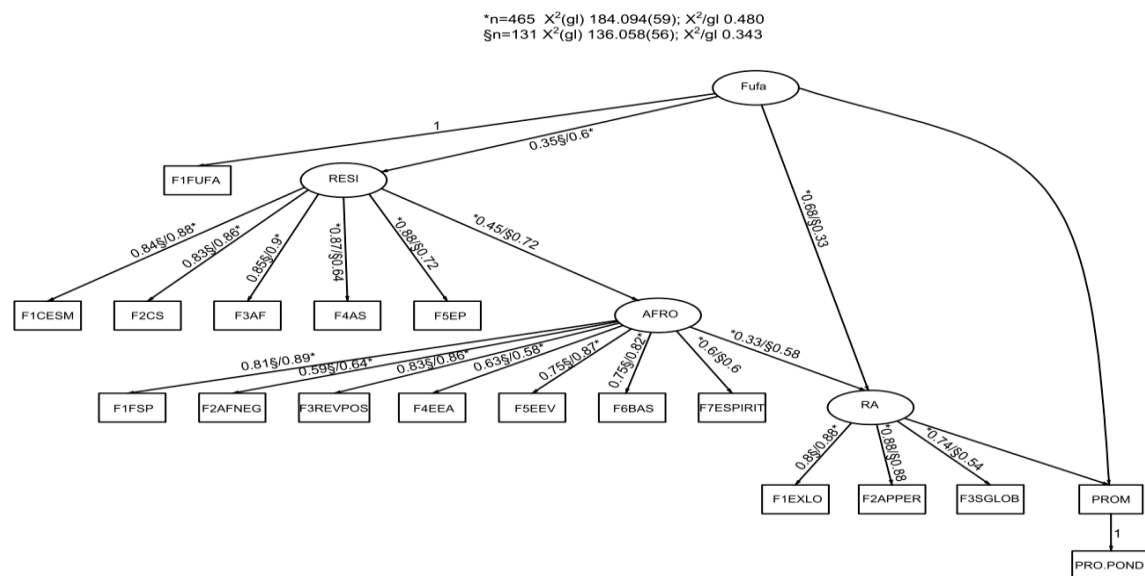 *n=465 X²(gl) 184.094(59); X²/gl 0.480
§n=131 X²(gl) 136.058(56); X²/gl 0.343
Fufa
1
0.35§/0.6*
F1FUFA
RESI
*0.68/§0.33
0.84§/0.88*
0.83§/0.86*
0.85§/0.9*
*0.87/§0.64
*0.88/§0.72
*0.45/§0.72
F1CESM
F2CS
F3AF
F4AS
F5EP
AFRO
0.81§/0.89*
0.59§/0.64*
0.83§/0.86*
0.63§/0.58*
0.75§/0.87*
0.75§/0.82*
*0.6/§0.6
*0.33/§0.58
F1FSP
F2AFNEG
F3REVPOS
F4EEA
F5EEV
F6BAS
F7ESPIRIT
RA
0.8§/0.88*
*0.88/§0.88
*0.74/§0.54
F1EXLO
F2APPER
F3SGLOB
PROM
1
PRO.POND